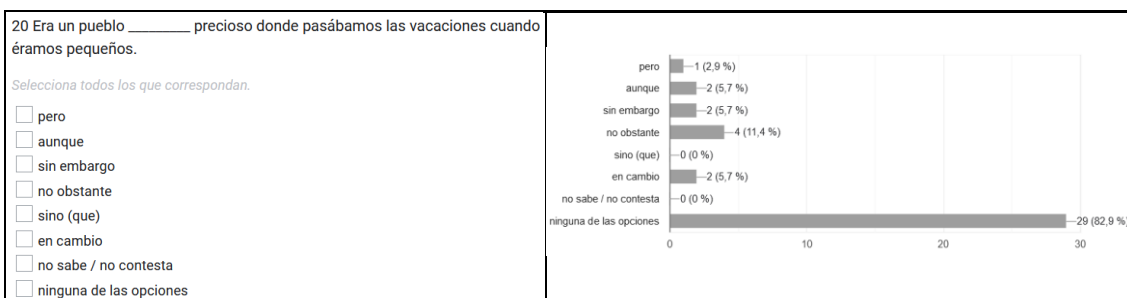 20 Era un pueblo ________ precioso donde pasábamos las vacaciones cuando
éramos pequeños.
Selecciona todos los que correspondan.
pero
aunque
sin embargo
no obstante
sino (que)
en cambio
no sabe / no contesta
ninguna de las opciones
pero 1 (2,9 %)
aunque 2 (5,7 %)
sin embargo 2 (5,7 %)
no obstante 4 (11,4 %)
sino (que) 0 (0 %)
en cambio 2 (5,7 %)
no sabe / no contesta 0 (0 %)
ninguna de las opciones 29 (82,9 %)
0 10 20 30